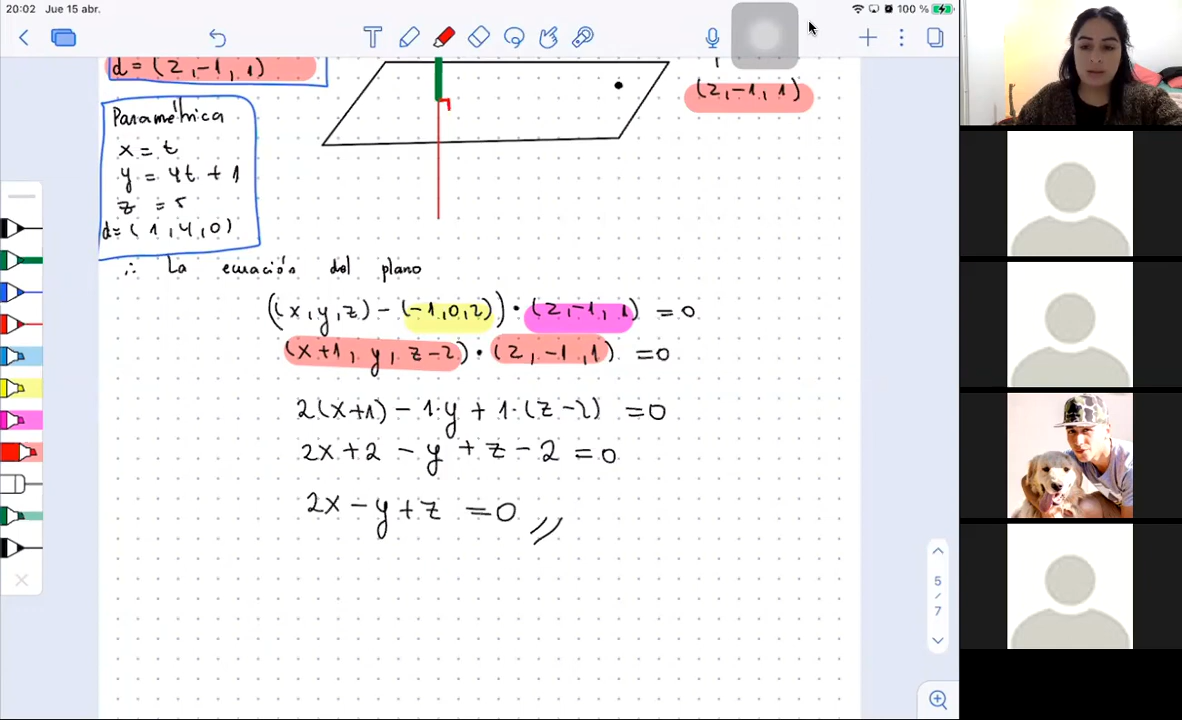 20:02 Jue 15 abr.
100 %
d = (2, -1, 1)
(2, -1, 1)
Paramétrica
x = t
y = 4t + 1
z = 5
d = (1, 4, 0)
∴ La ecuación del plano
((x, y, z) - (-1, 0, 2)) · (2, -1, 1) = 0
(x+1, y, z-2) · (2, -1, 1) = 0
2(x+1) - 1·y + 1·(z-2) = 0
2x + 2 - y + z - 2 = 0
2x - y + z = 0 //
5
/
7